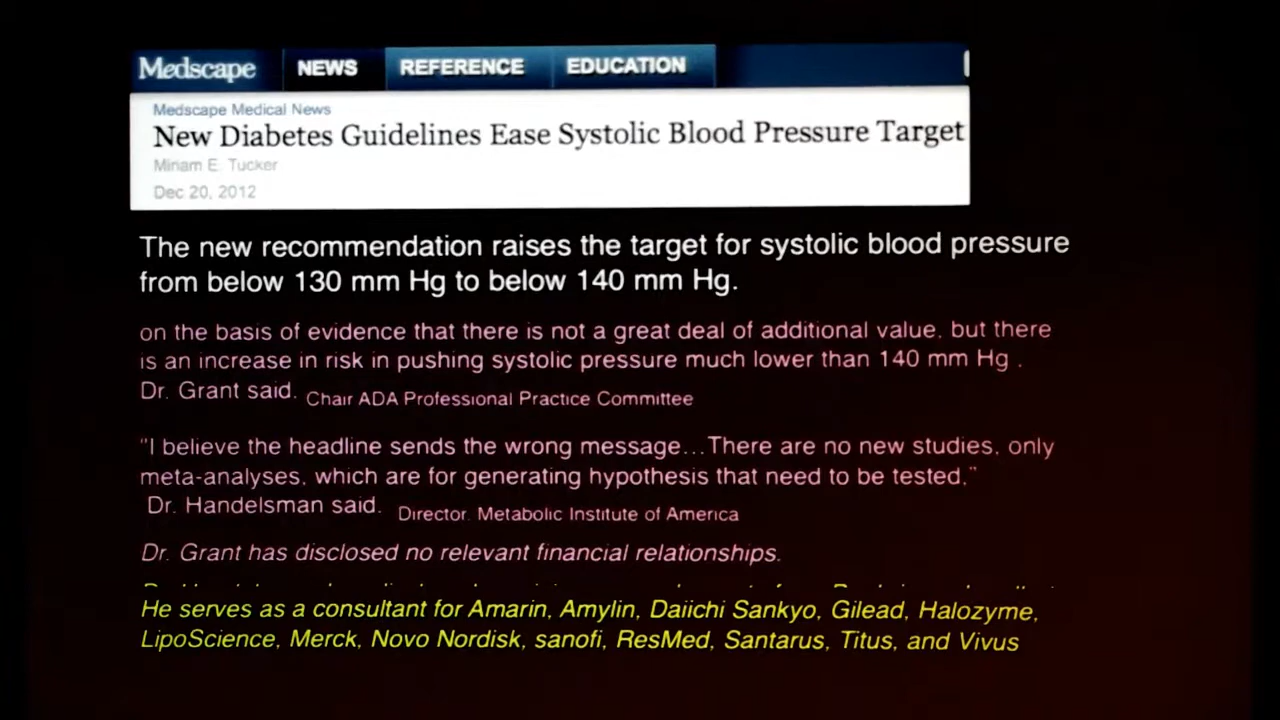 Medscape NEWS REFERENCE EDUCATION
Medscape Medical News
New Diabetes Guidelines Ease Systolic Blood Pressure Target
Miriam E. Tucker
Dec 20, 2012
The new recommendation raises the target for systolic blood pressure
from below 130 mm Hg to below 140 mm Hg.
on the basis of evidence that there is not a great deal of additional value, but there
is an increase in risk in pushing systolic pressure much lower than 140 mm Hg .
Dr. Grant said. Chair ADA Professional Practice Committee
"I believe the headline sends the wrong message...There are no new studies, only
meta-analyses, which are for generating hypothesis that need to be tested."
Dr. Handelsman said. Director. Metabolic Institute of America
Dr. Grant has disclosed no relevant financial relationships.
He serves as a consultant for Amarin, Amylin, Daiichi Sankyo, Gilead, Halozyme,
LipoScience, Merck, Novo Nordisk, sanofi, ResMed, Santarus, Titus, and Vivus